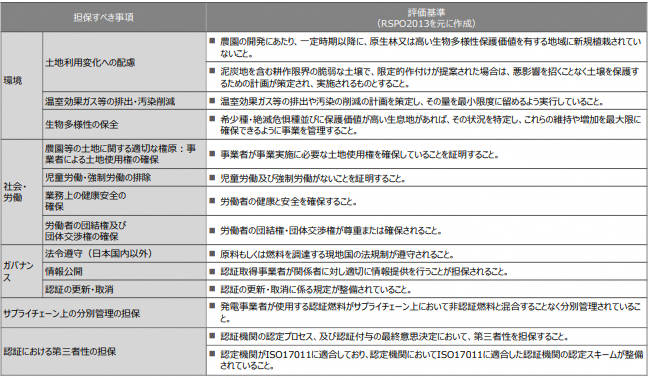 担保すべき事項
評価基準
（RSPO2013を元に作成）
環境
土地利用変化への配慮
■ 農園の開発にあたり、一定時期以降に、原生林又は高い生物多様性保護価値を有する地域に新規植栽されていないこと。
■ 泥炭地を含む耕作限界の脆弱な土壌で、限定的作付けが提案された場合は、悪影響を招くことなく土壌を保護するための計画が策定され、実施されるものとすること。
温室効果ガス等の排出・汚染削減
■ 温室効果ガス等の排出や汚染の削減の計画を策定し、その量を最小限度に留めるよう実行していること。
生物多様性の保全
■ 希少種・絶滅危惧種並びに保護価値が高い生息地があれば、その状況を特定し、これらの維持や増加を最大限に確保できるように事業を管理すること。
社会・
労働
農園等の土地に関する適切な権原：事
業者による土地使用権の確保
■ 事業者が事業実施に必要な土地使用権を確保していることを証明すること。
児童労働・強制労働の排除
■ 児童労働及び強制労働がないことを証明すること。
業務上の健康安全の
確保
■ 労働者の健康と安全を確保すること。
労働者の団結権及び
団体交渉権の確保
■ 労働者の団結権・団体交渉権が尊重または確保されること。
ガバナン
ス
法令遵守（日本国内以外）
■ 原料もしくは燃料を調達する現地国の法規制が遵守されること。
情報公開
■ 認証取得事業者が関係者に対し適切に情報提供を行うことが担保されること。
認証の更新・取消
■ 認証の更新・取消に係る規定が整備されていること。
サプライチェーン上の分別管理の担保
■ 発電事業者が使用する認証燃料がサプライチェーン上において非認証燃料と混合することなく分別管理されていること。
認証における第三者性の担保
■ 認証機関の認定プロセス、及び認証付与の最終意思決定において、第三者性を担保すること。
■ 認定機関がISO17011に適合しており、認定機関においてISO17011に適合した認証機関の認定スキームが整備されていること。